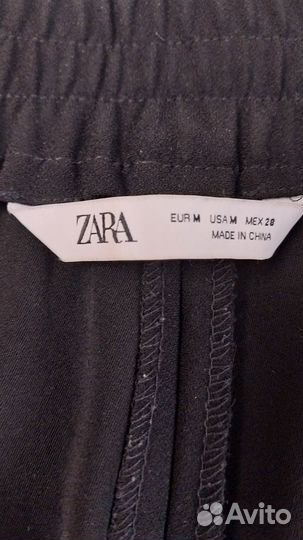 ZARA
EUR M USA M MEX 28
MADE IN CHINA
Avito